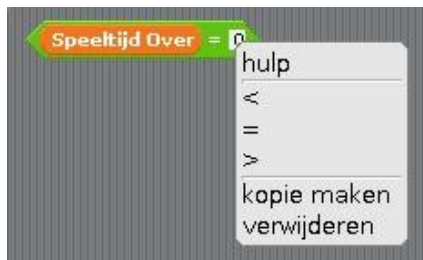 Speeltijd Over = 0
hulp
<
=
>
kopie maken
verwijderen